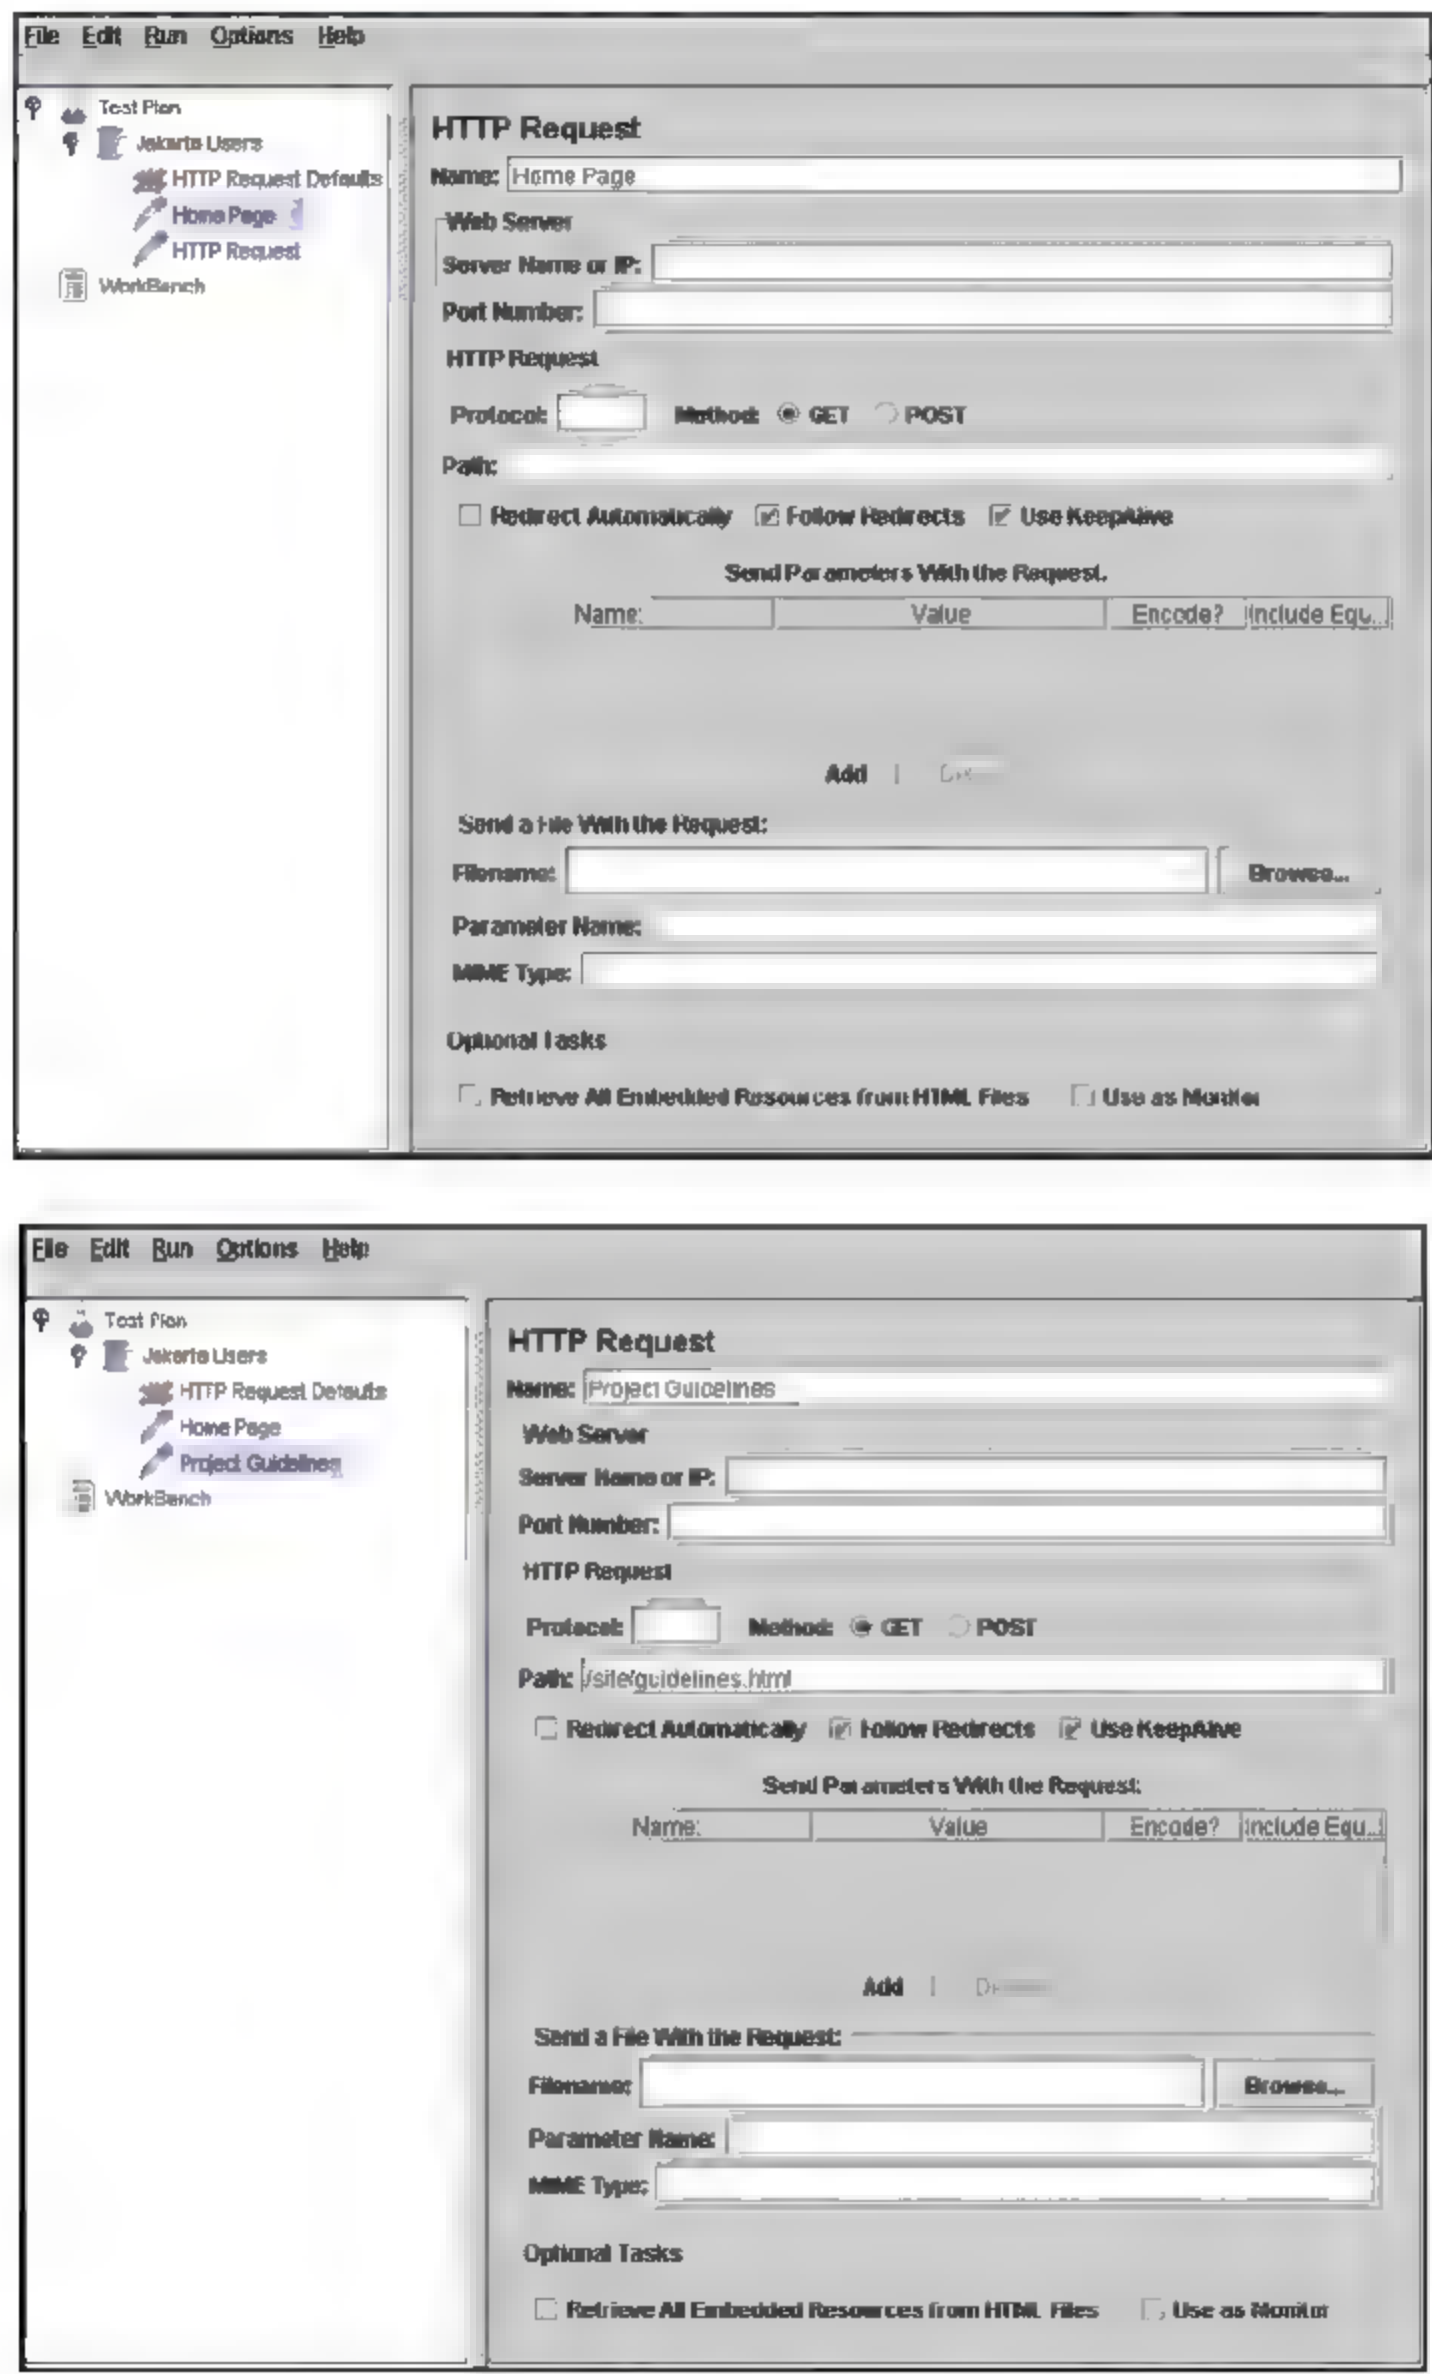 File Edit Run Options Help
Test Plan
Jakarta Users
HTTP Request Defaults
Home Page
HTTP Request
WorkBench
HTTP Request
Name: Home Page
Web Server
Server Name or IP:
Port Number:
HTTP Request
Protocol: Method: GET POST
Path:
Redirect Automatically Follow Redirects Use KeepAlive
Send Parameters With the Request:
Name: Value Encode? Include Equ...
Add
Send a File With the Request:
Filename: Browse...
Parameter Name:
MIME Type:
Optional Tasks
Retrieve All Embedded Resources from HTML Files Use as Monitor
File Edit Run Options Help
Test Plan
Jakarta Users
HTTP Request Defaults
Home Page
Project Guidelines
WorkBench
HTTP Request
Name: Project Guidelines
Web Server
Server Name or IP:
Port Number:
HTTP Request
Protocol: Method: GET POST
Path: /site/guidelines.html
Redirect Automatically Follow Redirects Use KeepAlive
Send Parameters With the Request:
Name: Value Encode? Include Equ...
Add
Send a File With the Request:
Filename: Browse...
Parameter Name:
MIME Type:
Optional Tasks
Retrieve All Embedded Resources from HTML Files Use as Monitor